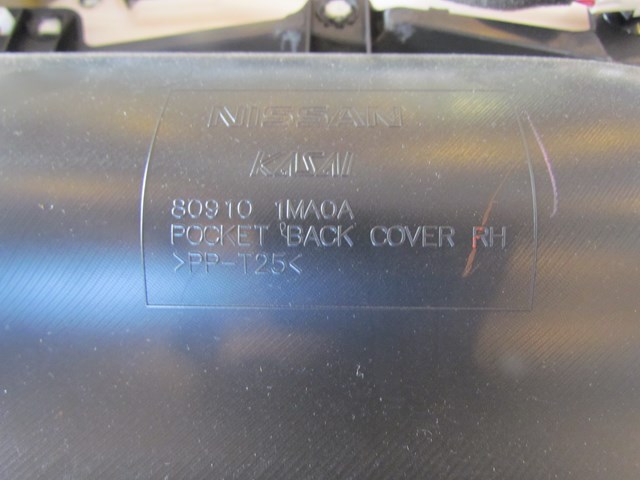 NISSAN
KASAI
80910 1MA0A
POCKET BACK COVER RH
>PP-T25<